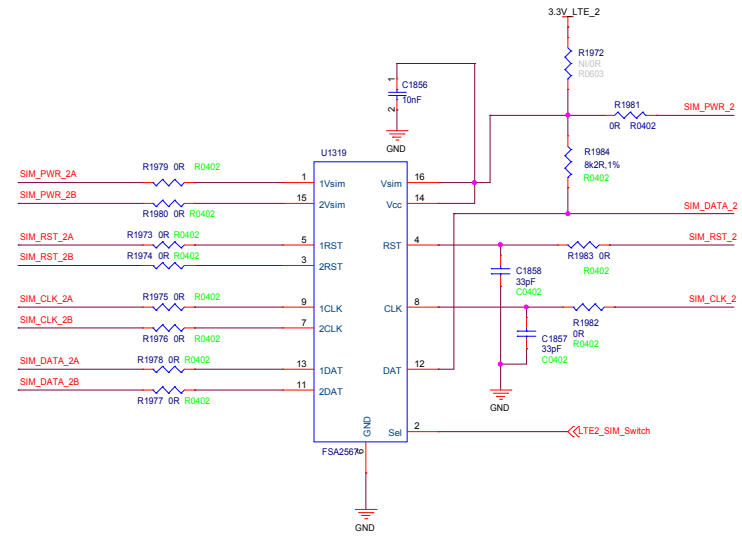 3.3V_LTE_2
R1972
NI/0R
R0603
1
C1856
10nF
2
GND
R1981
0R R0402
SIM_PWR_2
U1319
R1984
8k2R,1%
R0402
SIM_PWR_2A
R1979 0R R0402
1
1Vsim
Vsim
16
SIM_PWR_2B
R1980 0R R0402
15
2Vsim
Vcc
14
SIM_DATA_2
SIM_RST_2A
R1973 0R R0402
5
1RST
RST
4
SIM_RST_2
SIM_RST_2B
R1974 0R R0402
3
2RST
R1983 0R
R0402
C1858
33pF
C0402
SIM_CLK_2A
R1975 0R R0402
9
1CLK
CLK
8
SIM_CLK_2
SIM_CLK_2B
R1976 0R R0402
7
2CLK
R1982
0R
R0402
C1857
33pF
C0402
SIM_DATA_2A
R1978 0R R0402
13
1DAT
DAT
12
SIM_DATA_2B
R1977 0R R0402
11
2DAT
GND
GND
Sel
2
LTE2_SIM_Switch
FSA2567
6
GND